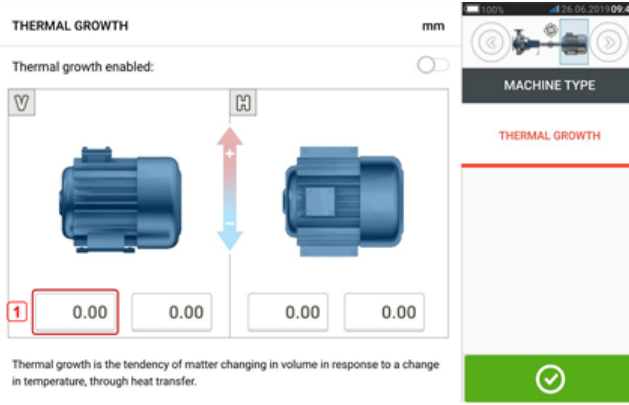 THERMAL GROWTH
mm
Thermal growth enabled:
V
H
+
−
1
0.00
0.00
0.00
0.00
Thermal growth is the tendency of matter changing in volume in response to a change
in temperature, through heat transfer.
100%
26.06.2019 09:4
MACHINE TYPE
THERMAL GROWTH